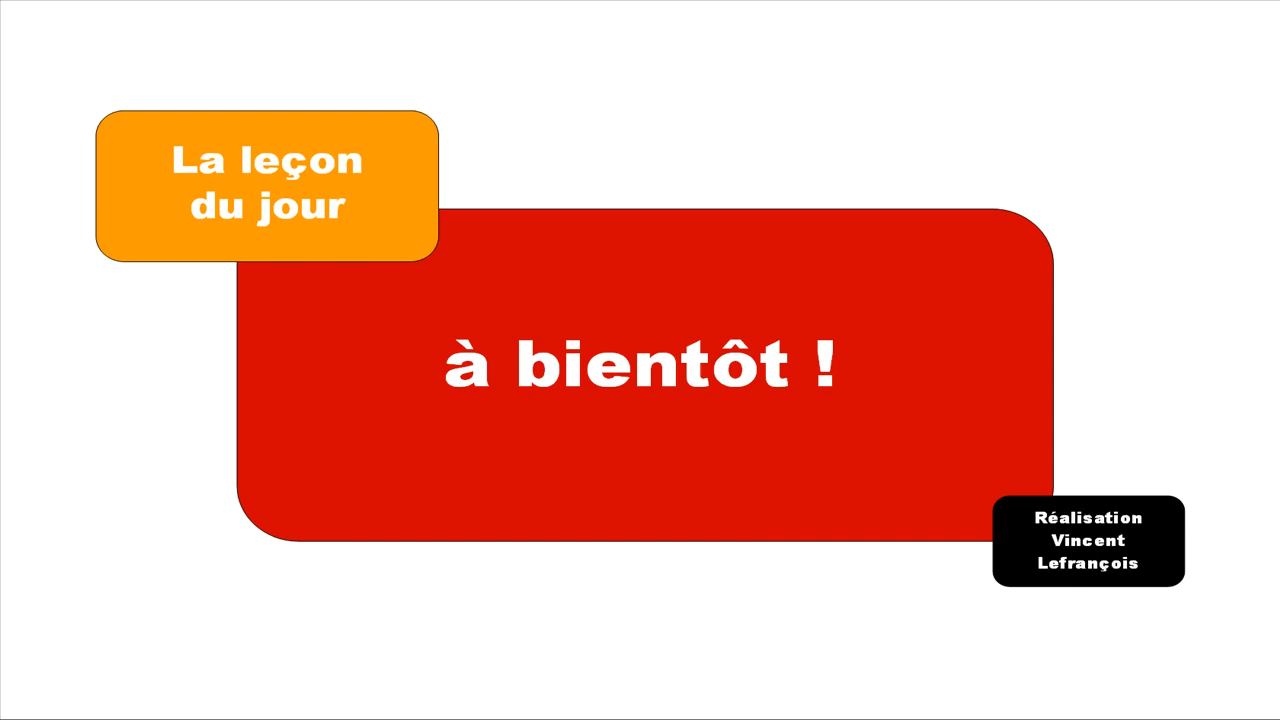 La leçon
du jour
à bientôt !
Réalisation
Vincent
Lefrançois